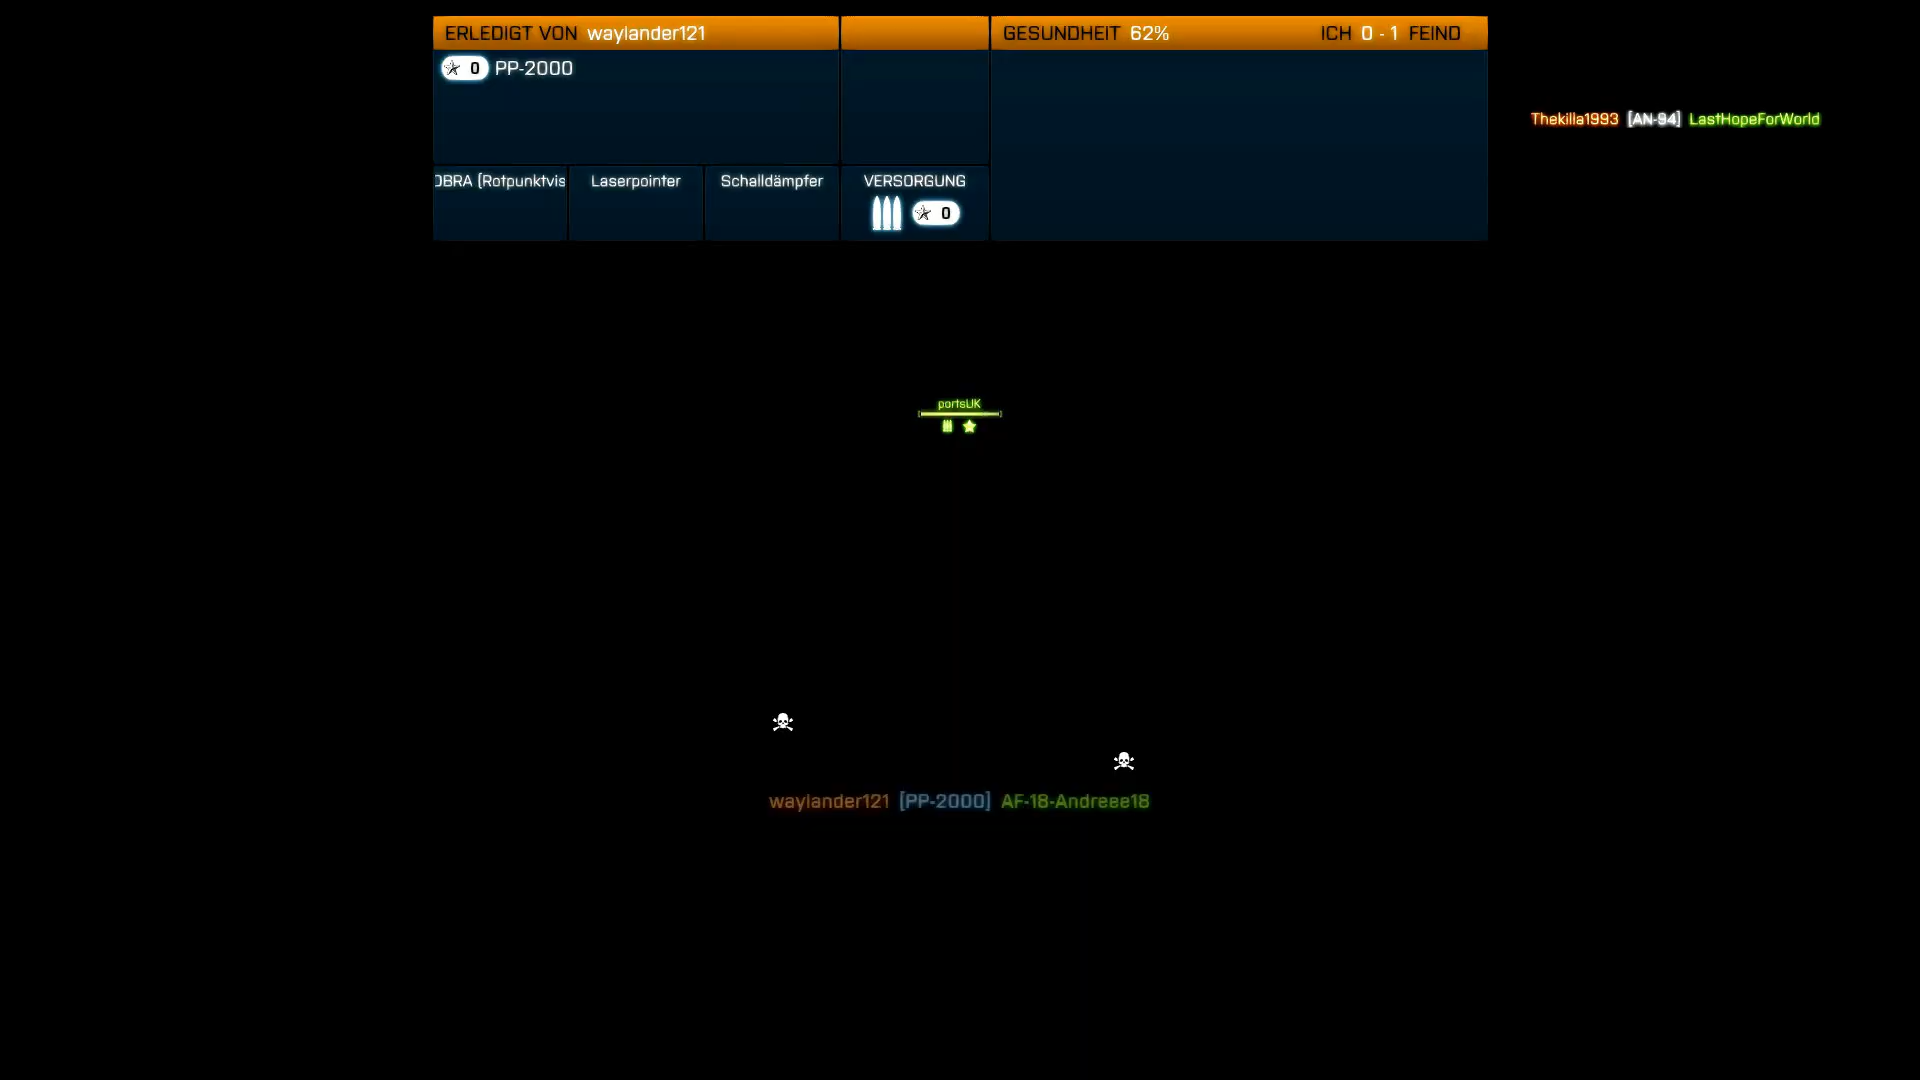 ERLEDIGT VON waylander121
GESUNDHEIT 62% ICH 0 - 1 FEIND
0 PP-2000
Thekilla1993 [AN-94] LastHopeForWorld
OBRA (Rotpunktvis Laserpointer Schalldämpfer VERSORGUNG
0
portsUK
waylander121 [PP-2000] AF-18-Andreee18